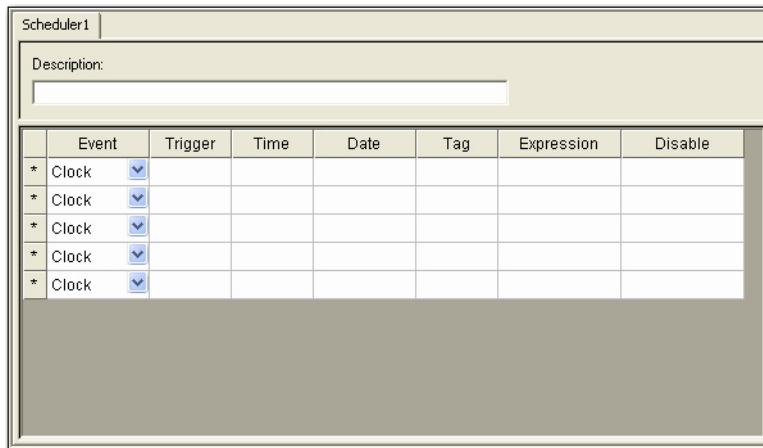 Scheduler1
Description:
Event Trigger Time Date Tag Expression Disable
* Clock
* Clock
* Clock
* Clock
* Clock